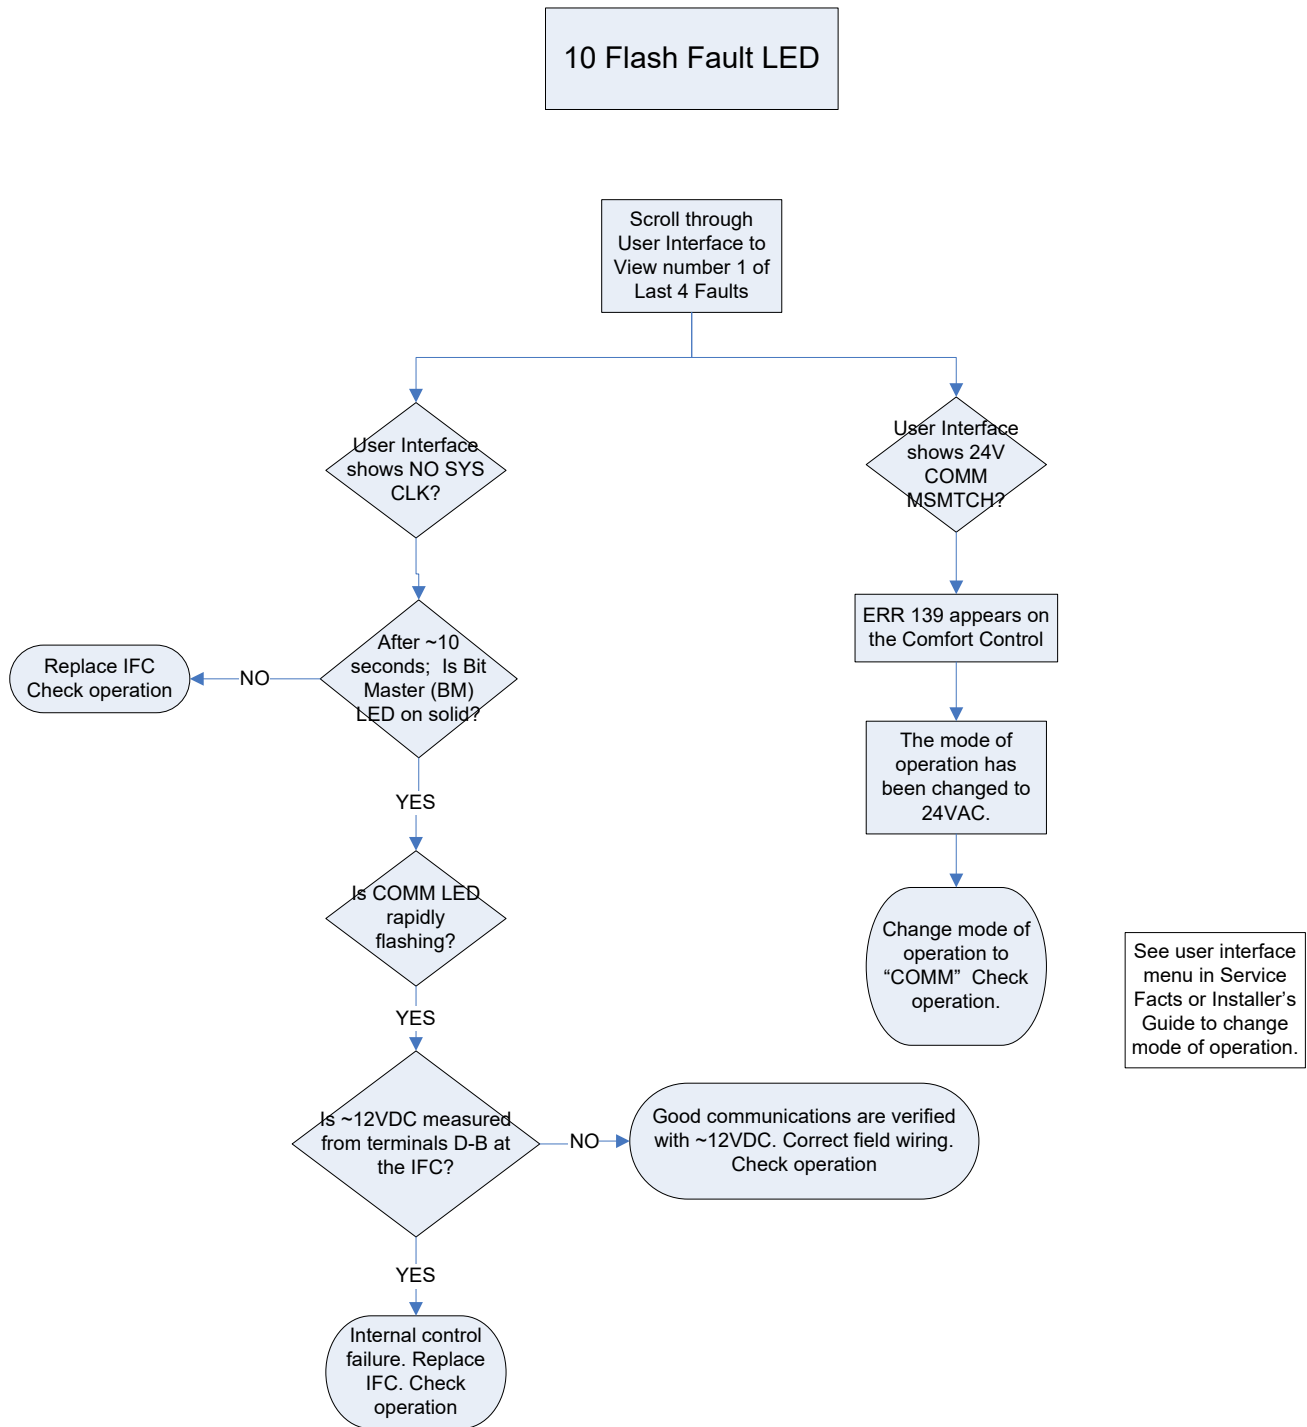 10 Flash Fault LED
Scroll through
User Interface to
View number 1 of
Last 4 Faults
User Interface
shows NO SYS
CLK?
User Interface
shows 24V
COMM
MSMTCH?
After ~10
seconds;  Is Bit
Master (BM)
LED on solid?
NO
Replace IFC
Check operation
ERR 139 appears on
the Comfort Control
The mode of
operation has
been changed to
24VAC.
YES
Is COMM LED
rapidly
flashing?
Change mode of
operation to
“COMM”  Check
operation.
See user interface
menu in Service
Facts or Installer’s
Guide to change
mode of operation.
YES
Is ~12VDC measured
from terminals D-B at
the IFC?
NO
Good communications are verified
with ~12VDC. Correct field wiring.
Check operation
YES
Internal control
failure. Replace
IFC. Check
operation